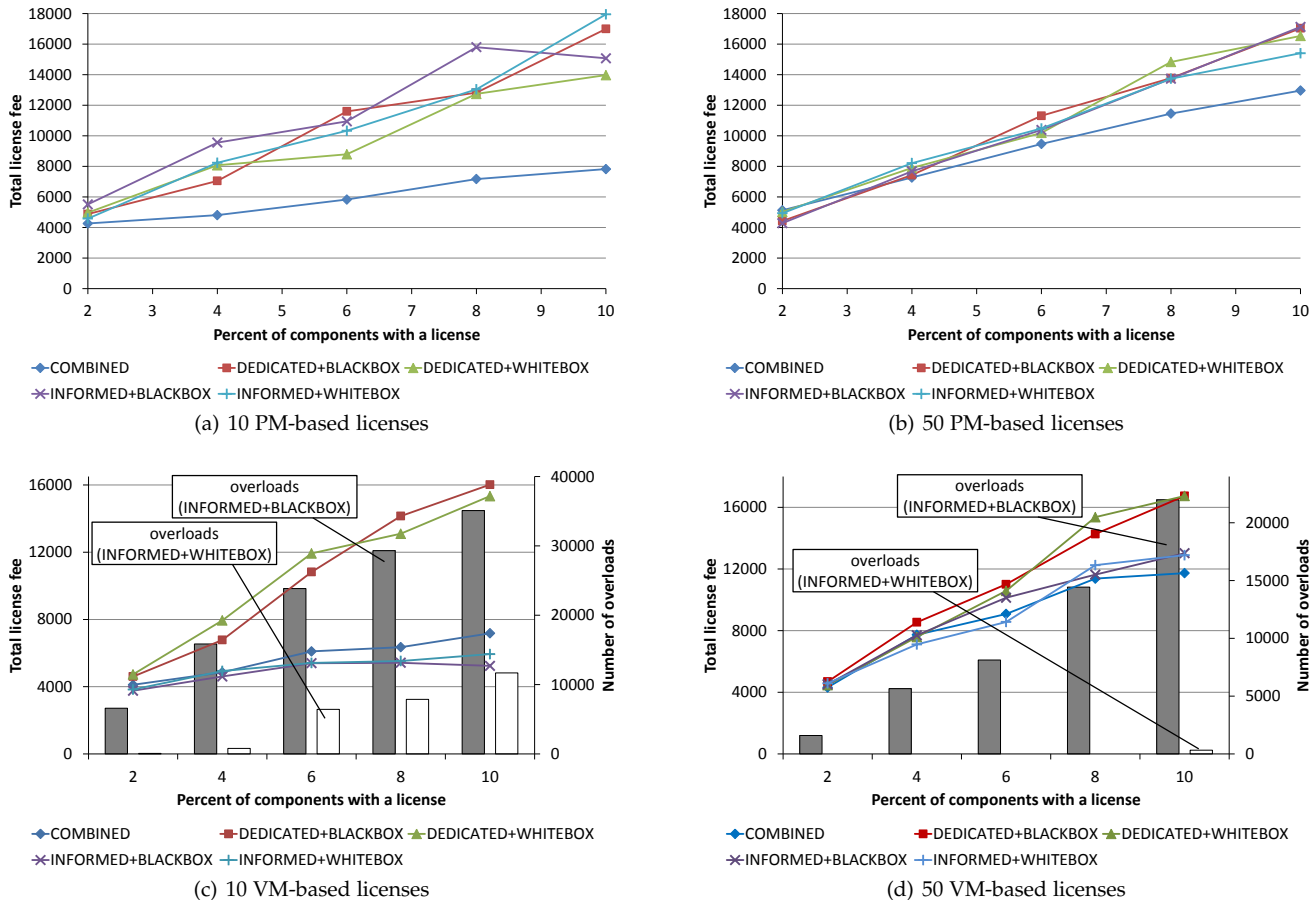 18000
16000
14000
12000
10000
8000
6000
4000
2000
0
Total license fee
2 3 4 5 6 7 8 9 10
Percent of components with a license
COMBINED DEDICATED+BLACKBOX DEDICATED+WHITEBOX
INFORMED+BLACKBOX INFORMED+WHITEBOX
(a) 10 PM-based licenses
18000
16000
14000
12000
10000
8000
6000
4000
2000
0
Total license fee
2 3 4 5 6 7 8 9 10
Percent of components with a license
COMBINED DEDICATED+BLACKBOX DEDICATED+WHITEBOX
INFORMED+BLACKBOX INFORMED+WHITEBOX
(b) 50 PM-based licenses
16000
12000
8000
4000
0
Total license fee
overloads
(INFORMED+BLACKBOX)
overloads
(INFORMED+WHITEBOX)
40000
30000
20000
10000
0
Number of overloads
2 4 6 8 10
Percent of components with a license
COMBINED DEDICATED+BLACKBOX DEDICATED+WHITEBOX
INFORMED+BLACKBOX INFORMED+WHITEBOX
(c) 10 VM-based licenses
16000
12000
8000
4000
0
Total license fee
overloads
(INFORMED+BLACKBOX)
overloads
(INFORMED+WHITEBOX)
20000
15000
10000
5000
0
Number of overloads
2 4 6 8 10
Percent of components with a license
COMBINED DEDICATED+BLACKBOX DEDICATED+WHITEBOX
INFORMED+BLACKBOX INFORMED+WHITEBOX
(d) 50 VM-based licenses